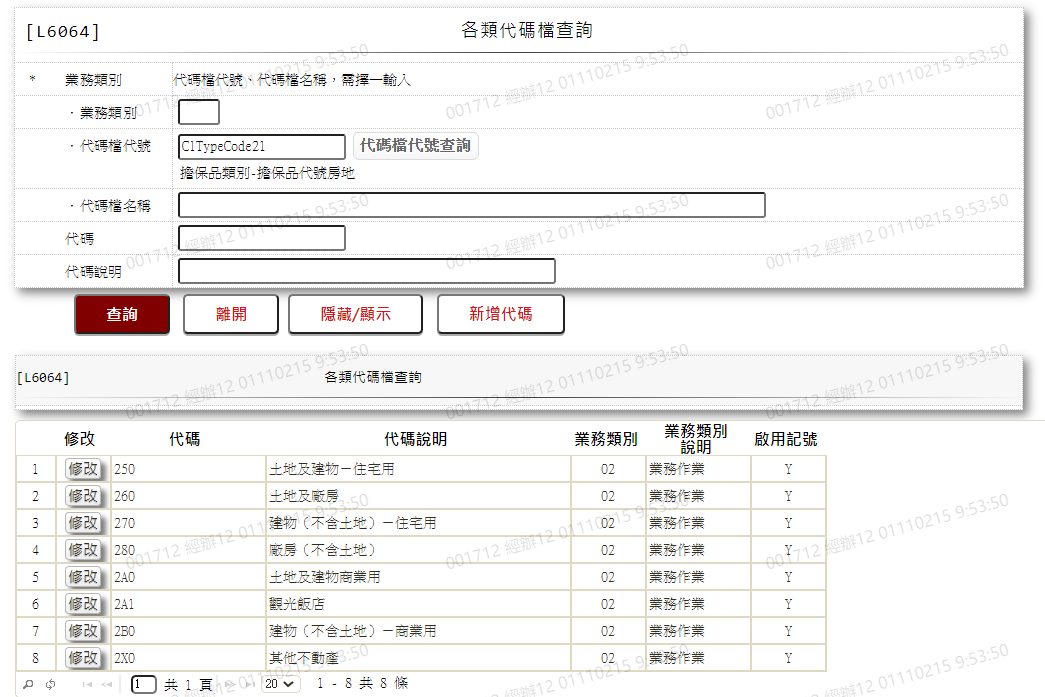 [L6064] 各類代碼檔查詢
* 業務類別 代碼檔代號、代碼檔名稱，需擇一輸入
．業務類別
．代碼檔代號 ClTypeCode21 代碼檔代號查詢
擔保品類別-擔保品代號房地
．代碼檔名稱
代碼
代碼說明
查詢 離開 隱藏/顯示 新增代碼
[L6064] 各類代碼檔查詢
修改 代碼 代碼說明 業務類別 業務類別說明 啟用記號
1 修改 250 土地及建物－住宅用 02 業務作業 Y
2 修改 260 土地及廠房 02 業務作業 Y
3 修改 270 建物（不含土地）－住宅用 02 業務作業 Y
4 修改 280 廠房（不含土地） 02 業務作業 Y
5 修改 2A0 土地及建物商業用 02 業務作業 Y
6 修改 2A1 觀光飯店 02 業務作業 Y
7 修改 2B0 建物（不含土地）－商業用 02 業務作業 Y
8 修改 2X0 其他不動產 02 業務作業 Y
1 共 1 頁 20 1 - 8 共 8 條
001712 經辦12 01110215 9:53:50